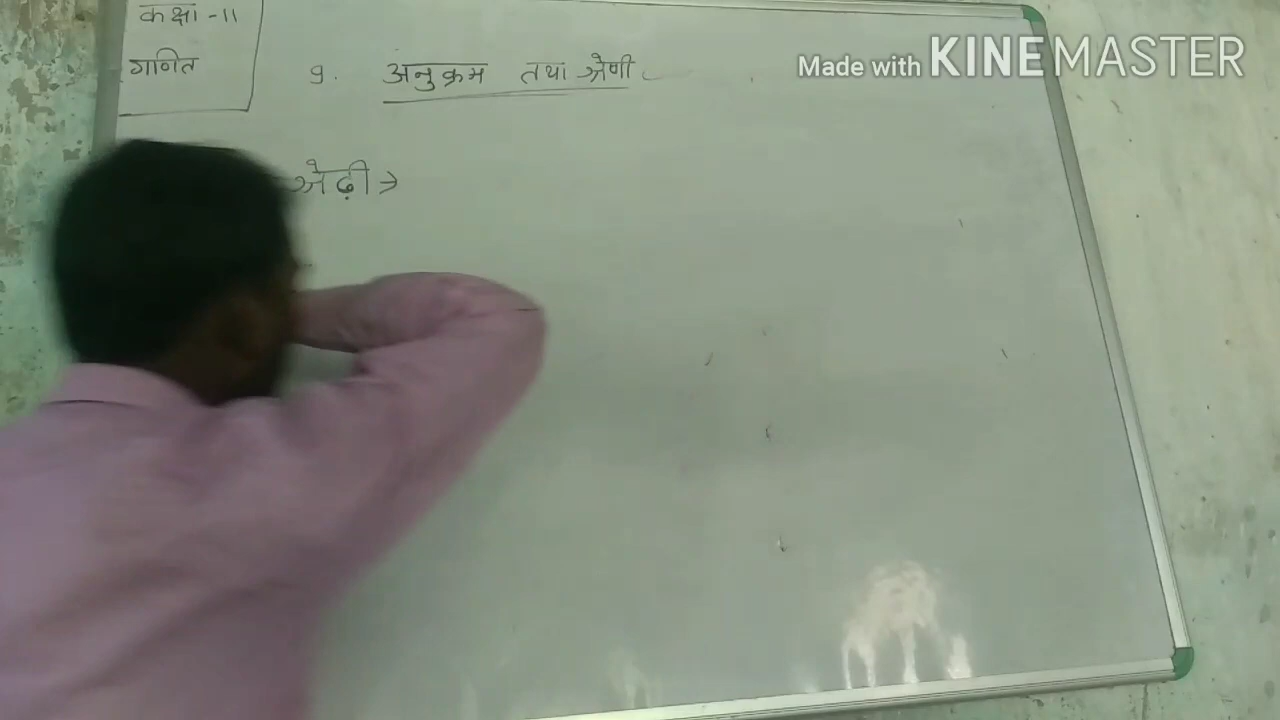 कक्षा -11
गणित
9. अनुक्रम तथा श्रेणी
श्रेढ़ी →
Made with KINEMASTER